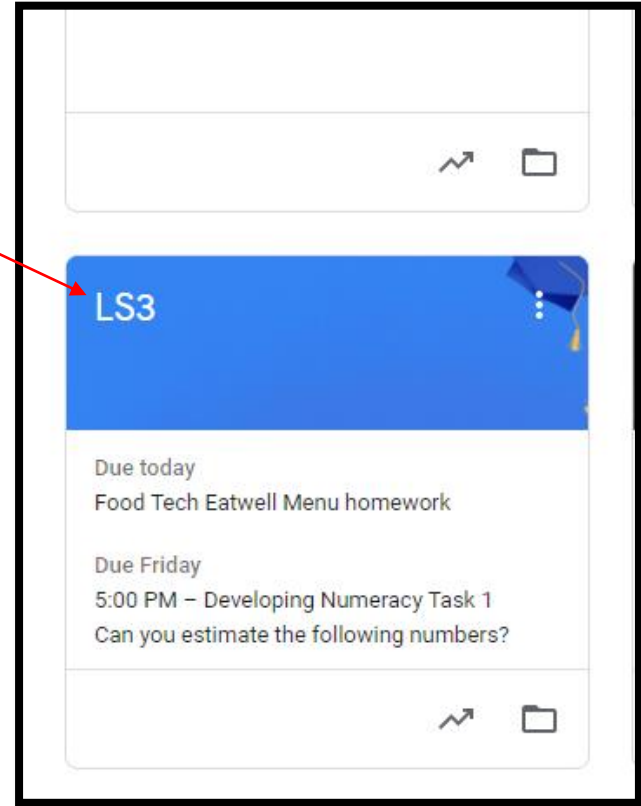 LS3
Due today
Food Tech Eatwell Menu homework
Due Friday
5:00 PM – Developing Numeracy Task 1
Can you estimate the following numbers?